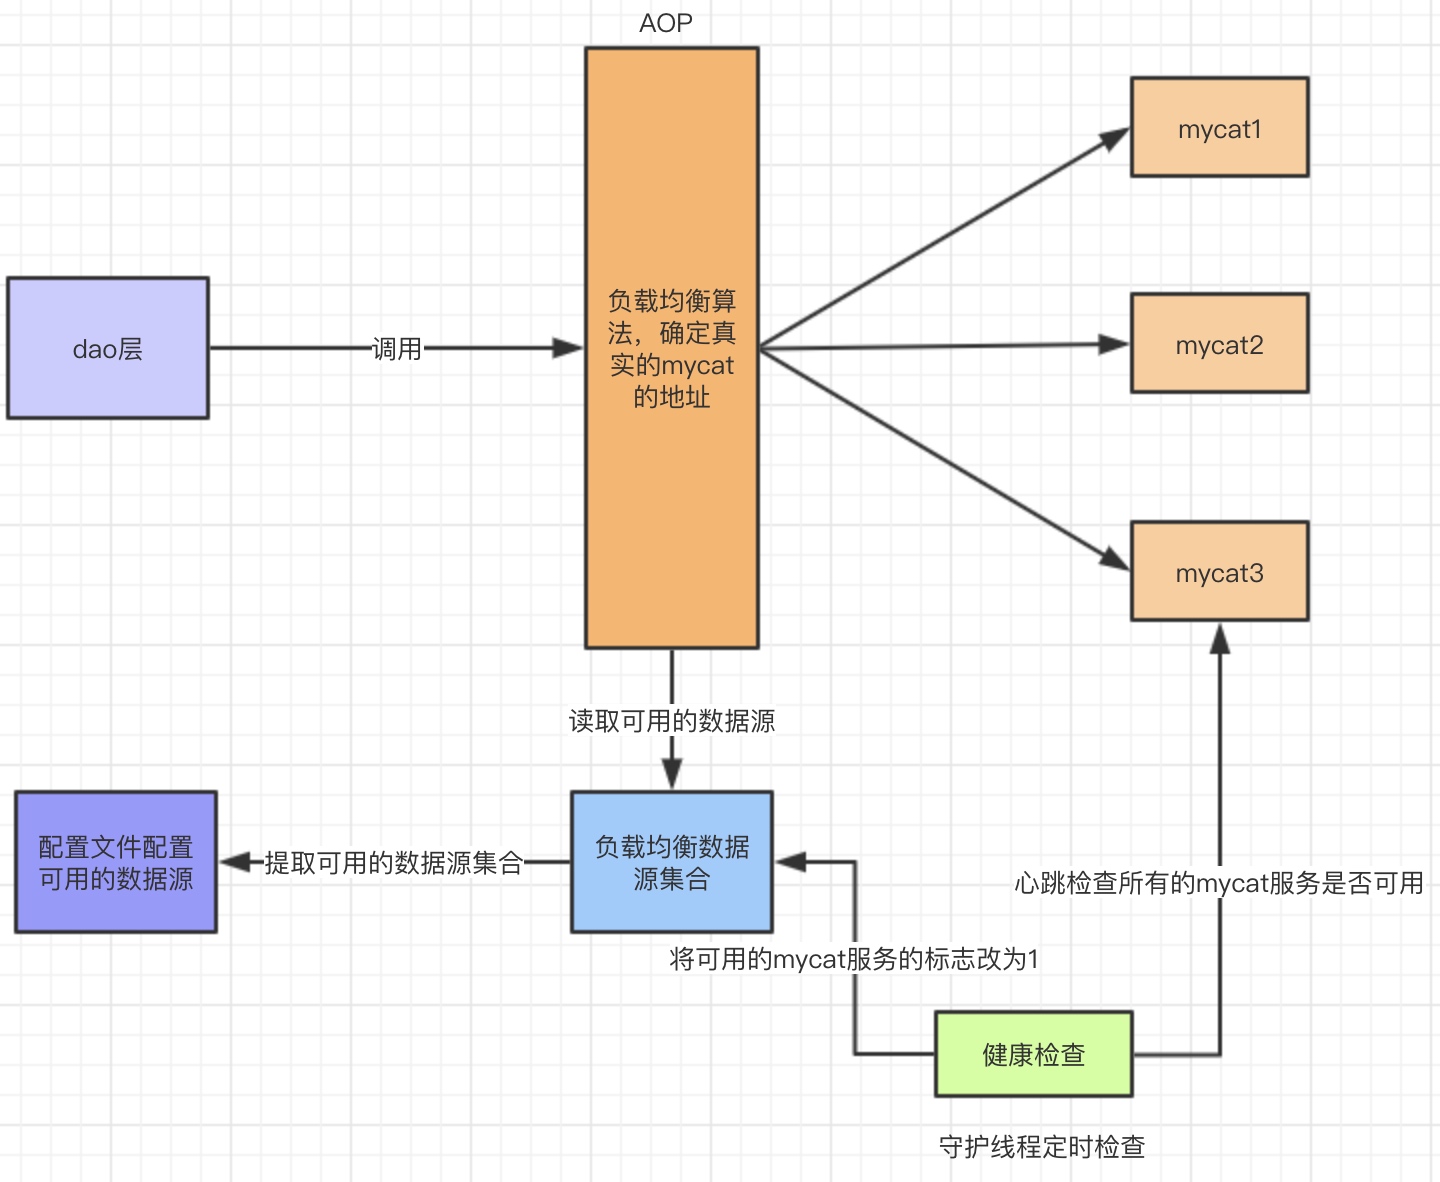 AOP
mycat1
负载均衡算
法，确定真
实的mycat
的地址
dao层
调用
mycat2
mycat3
读取可用的数据源
配置文件配置
可用的数据源
提取可用的数据源集合
负载均衡数据
源集合
心跳检查所有的mycat服务是否可用
将可用的mycat服务的标志改为1
健康检查
守护线程定时检查